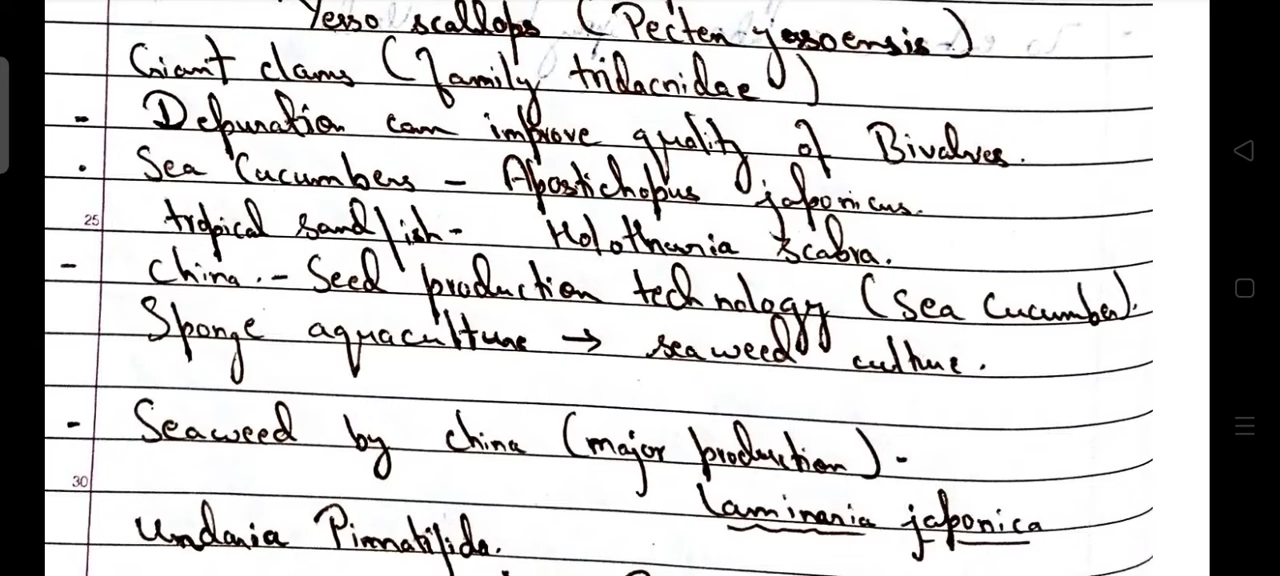 Yesso scallops (Pecten yesoensis)
Giant clams (family tridacnidae)
- Depuration can improve quality of Bivalves.
· Sea Cucumbers - Apostichopus japonicus.
25 tropical sandfish - Holothuria scabra.
- China. - Seed production technology (Sea Cucumber).
Sponge aquaculture → seaweed culture.
- Seaweed by china (major production) -
30 Laminaria japonica
Undaria Pinnatifida.